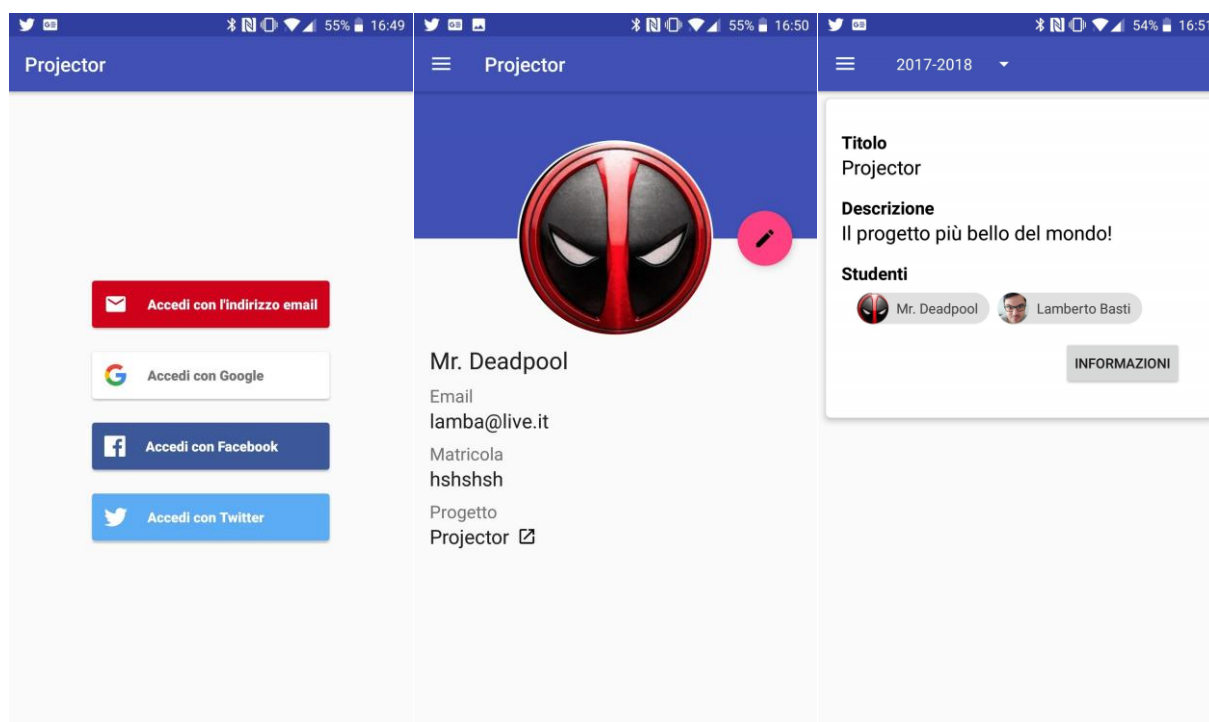 55% 16:49
Projector
Accedi con l'indirizzo email
Accedi con Google
Accedi con Facebook
Accedi con Twitter
55% 16:50
Projector
Mr. Deadpool
Email
lamba@live.it
Matricola
hshshsh
Progetto
Projector
54% 16:51
2017-2018
Titolo
Projector
Descrizione
Il progetto più bello del mondo!
Studenti
Mr. Deadpool Lamberto Basti
INFORMAZIONI